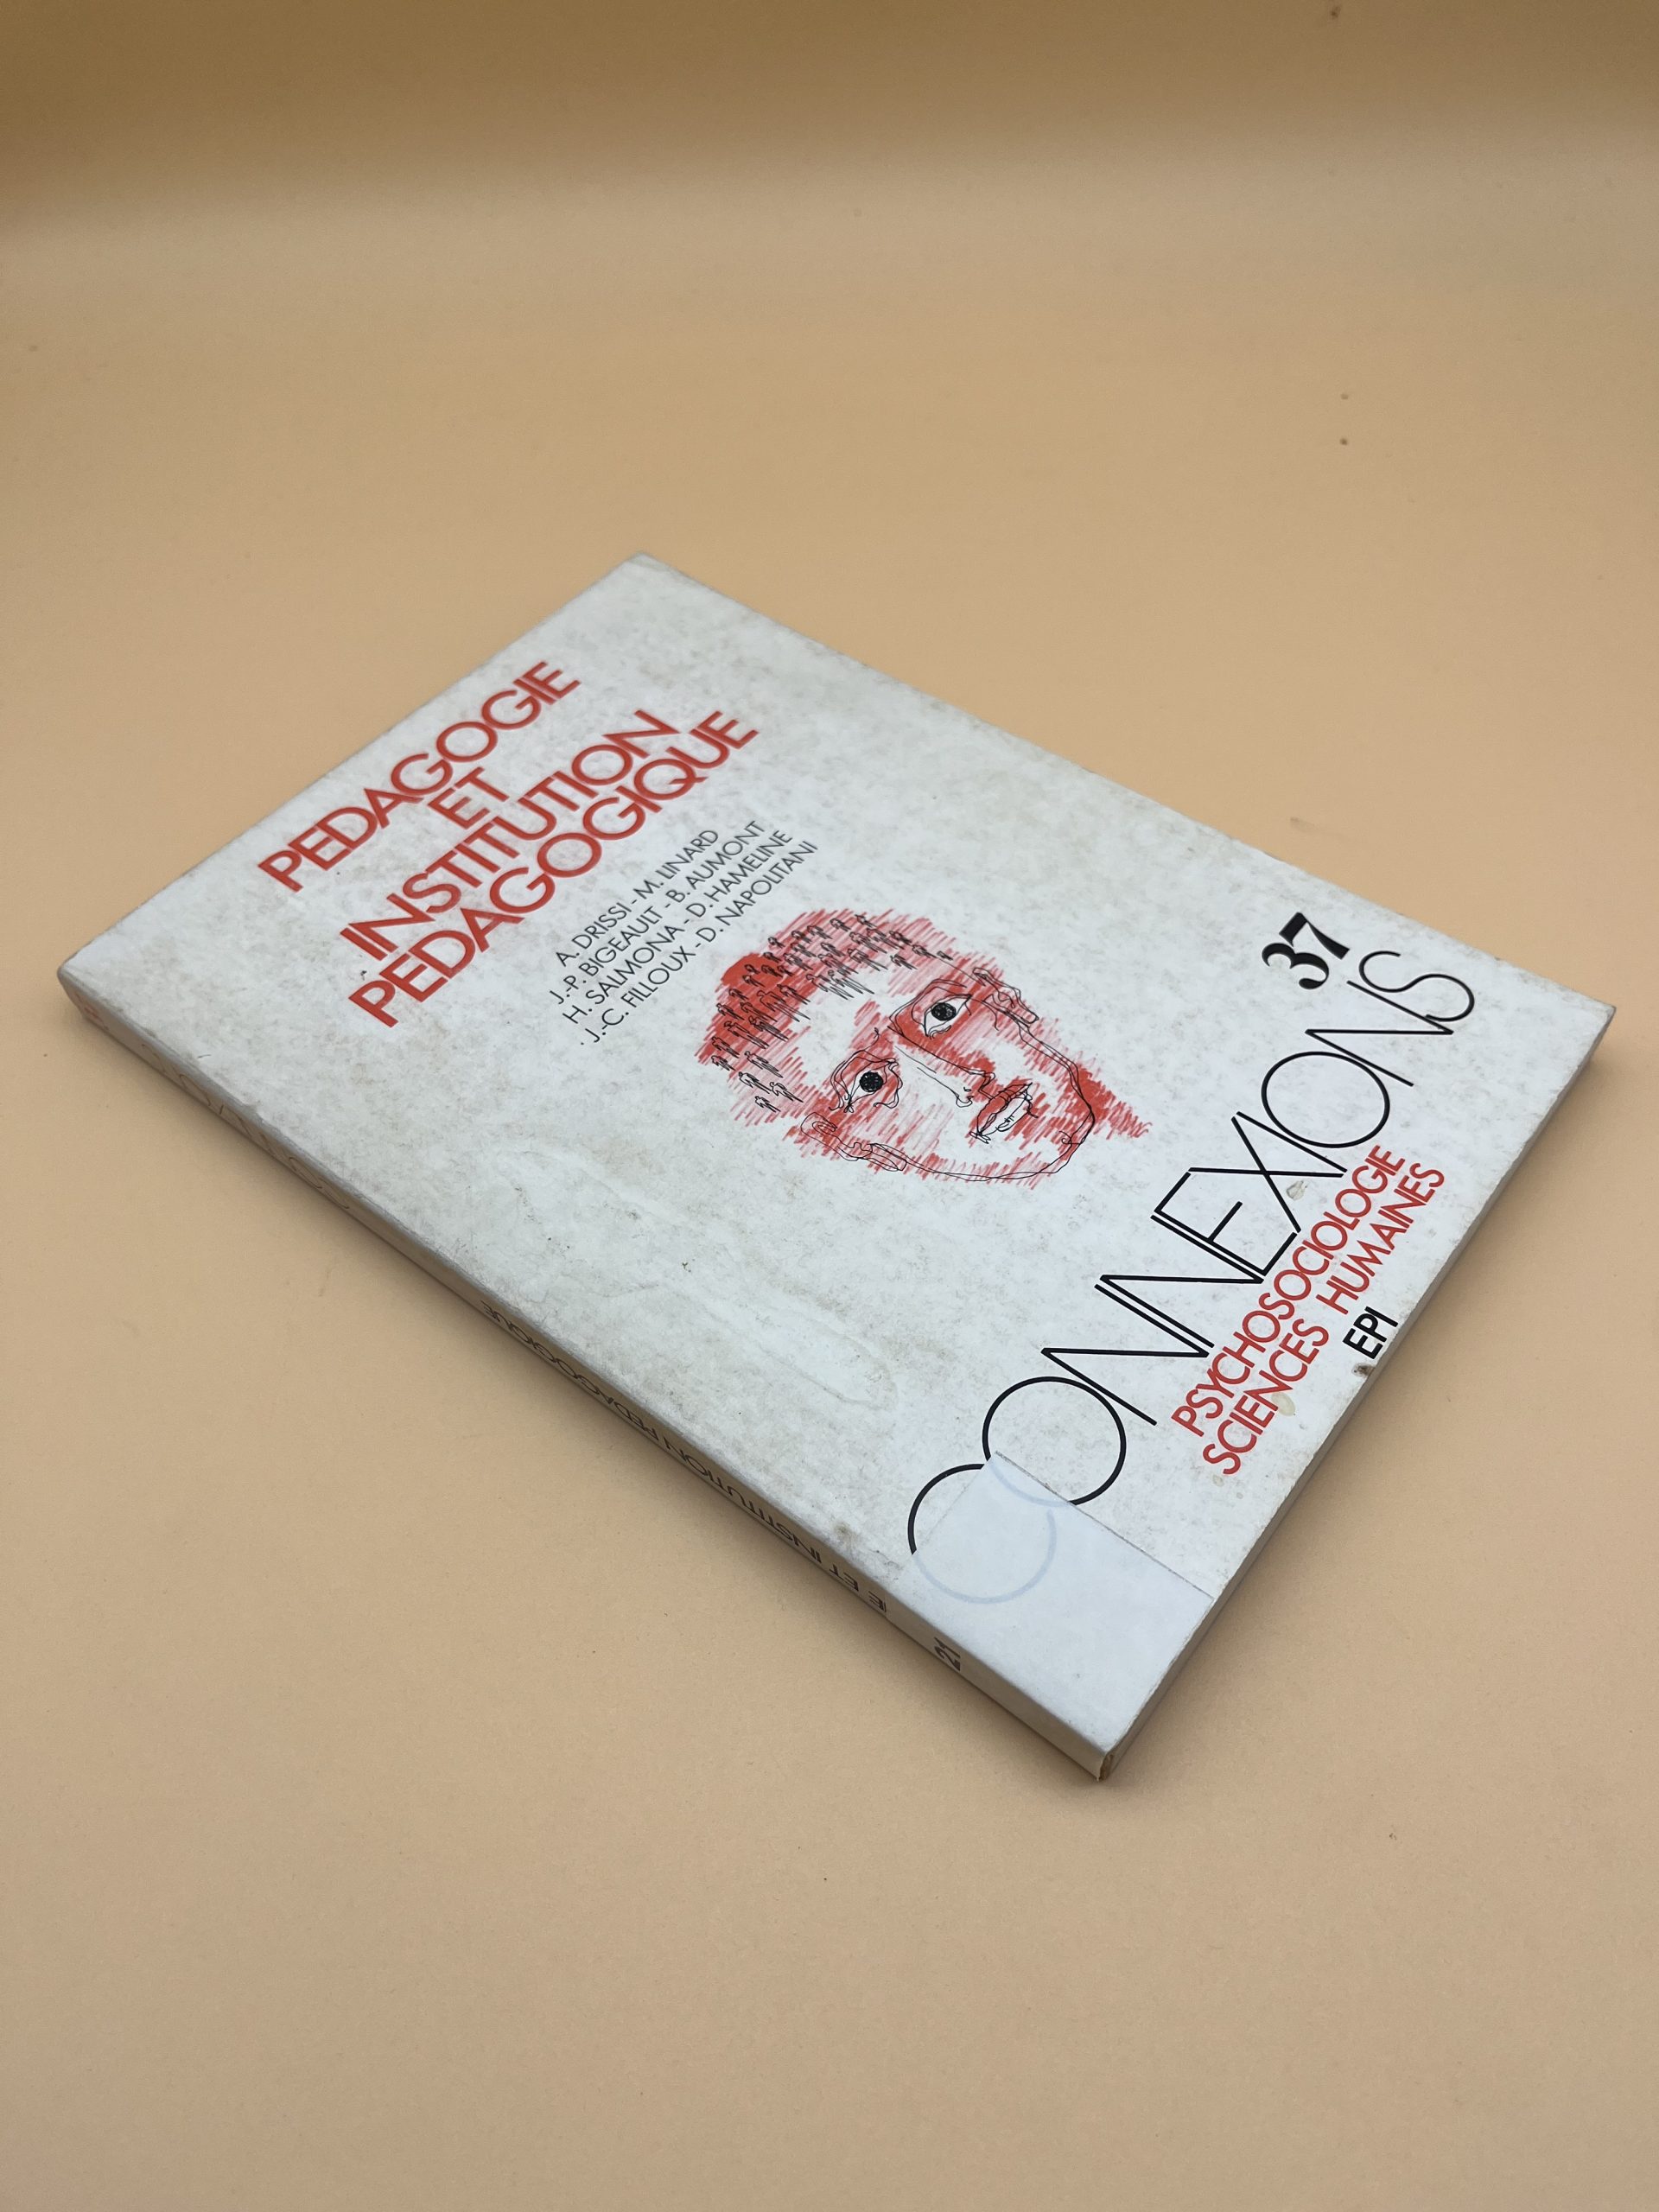 PEDAGOGIE
ET
INSTITUTION
PEDAGOGIQUE
A. DRISSI - M. LINARD
J.-P. BIGEAULT - B. AUMONT
H. SALMONA - D. HAMELINE
J.-C. FILLOUX - D. NAPOLITANI
37
CONNEXIONS
PSYCHOSOCIOLOGIE
SCIENCES HUMAINES
EPI
IE ET INSTITUTION PEDAGOGIQUE